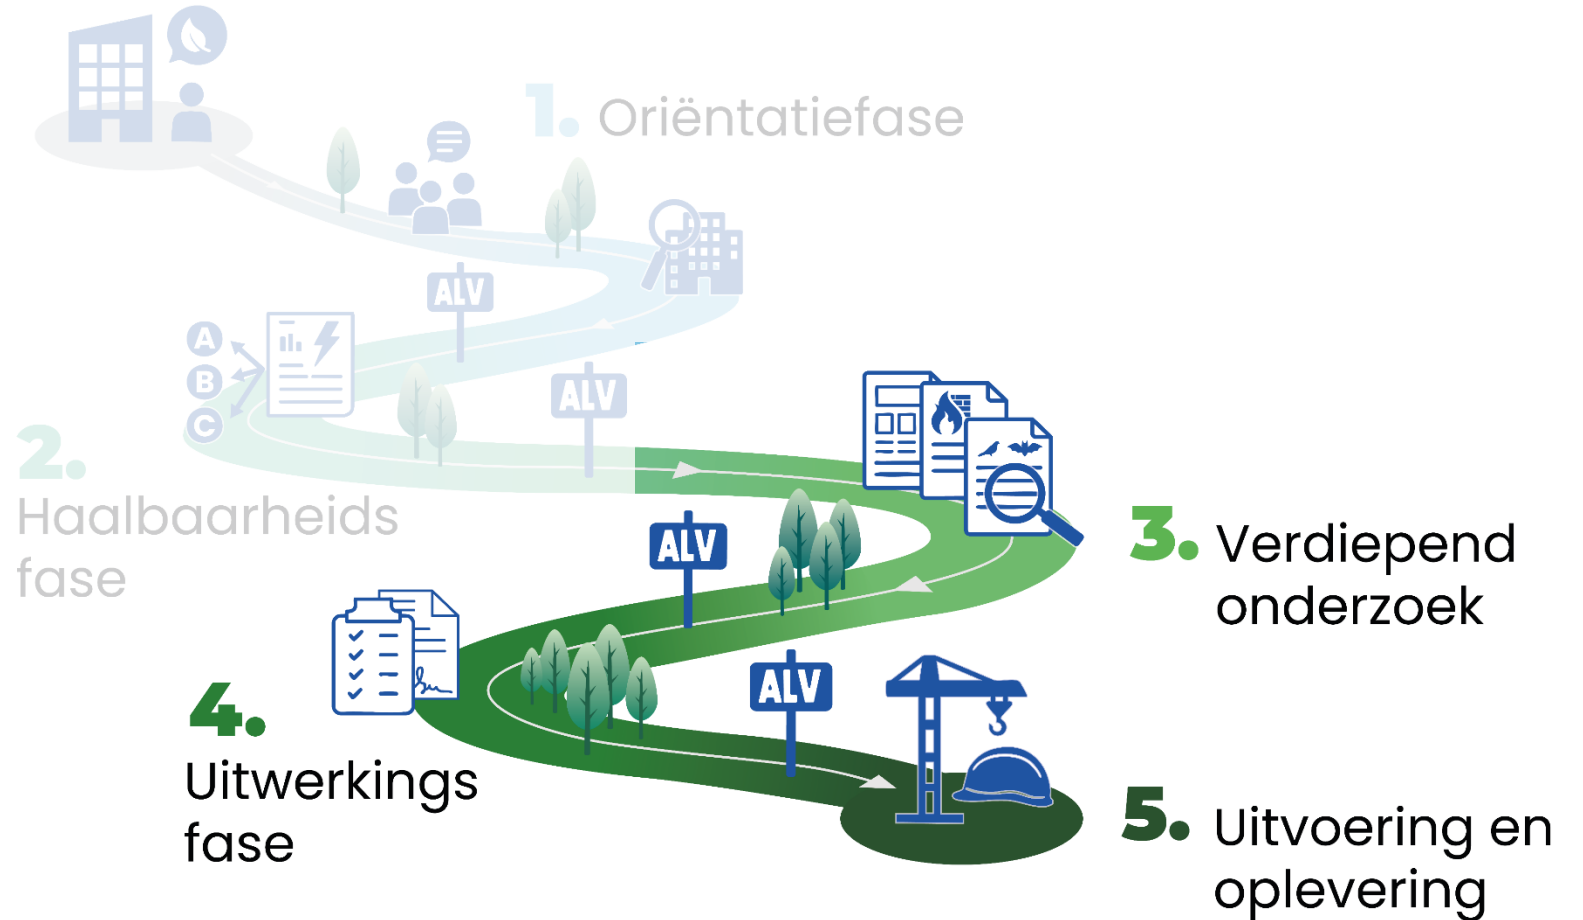 1. Oriëntatiefase
ALV
A
B
C
ALV
2.
Haalbaarheids
fase
ALV
3. Verdiepend
onderzoek
4.
Uitwerkings
fase
ALV
5. Uitvoering en
oplevering